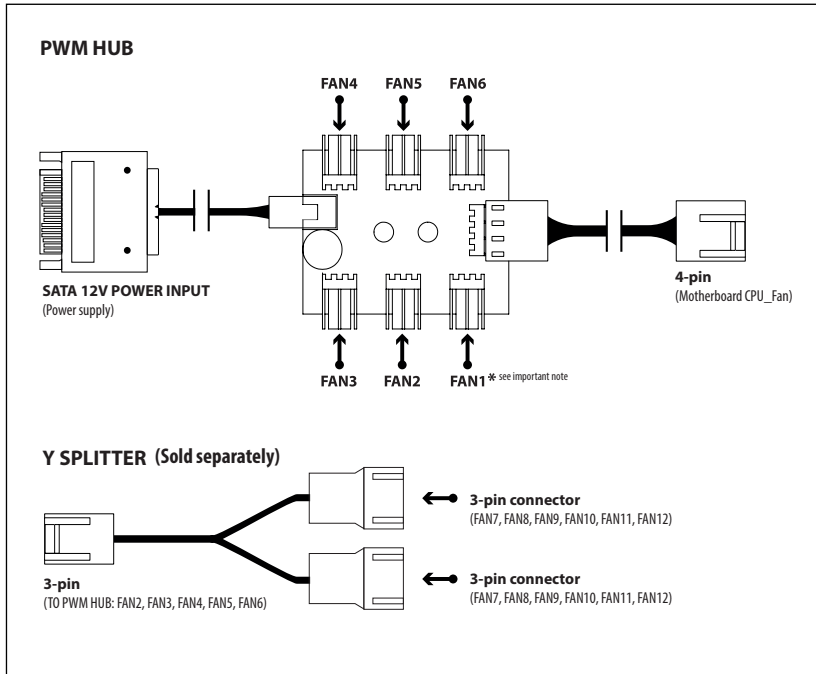 PWM HUB
FAN4 FAN5 FAN6
SATA 12V POWER INPUT
(Power supply)
4-pin
(Motherboard CPU_Fan)
FAN3 FAN2 FAN1* see important note
Y SPLITTER (Sold separately)
3-pin connector
(FAN7, FAN8, FAN9, FAN10, FAN11, FAN12)
3-pin
(TO PWM HUB: FAN2, FAN3, FAN4, FAN5, FAN6)
3-pin connector
(FAN7, FAN8, FAN9, FAN10, FAN11, FAN12)